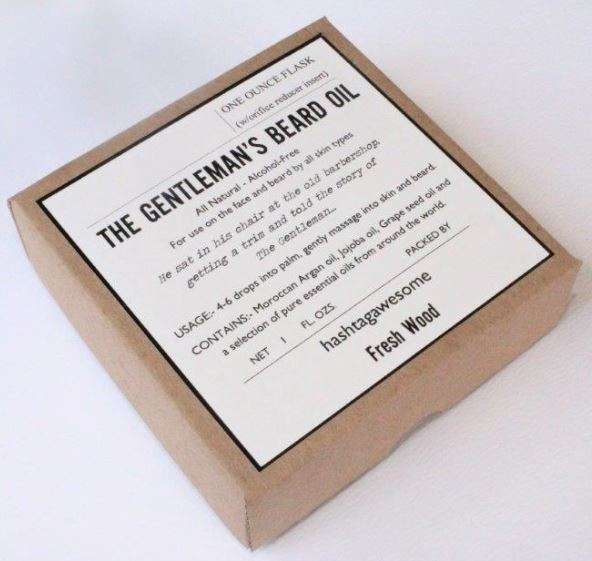 ONE OUNCE FLASK
(w/orifice reducer insert)
THE GENTLEMAN'S BEARD OIL
All Natural - Alcohol-Free
For use on the face and beard by all skin types
He sat in his chair at the old barbershop,
getting a trim and told the story of
The Gentleman…
USAGE:- 4-6 drops into palm, gently massage into skin and beard.
CONTAINS:- Moroccan Argan oil, Jojoba oil, Grape seed oil and
a selection of pure essential oils from around the world.
NET 1 FL. OZS. PACKED BY
hashtagawesome
Fresh Wood